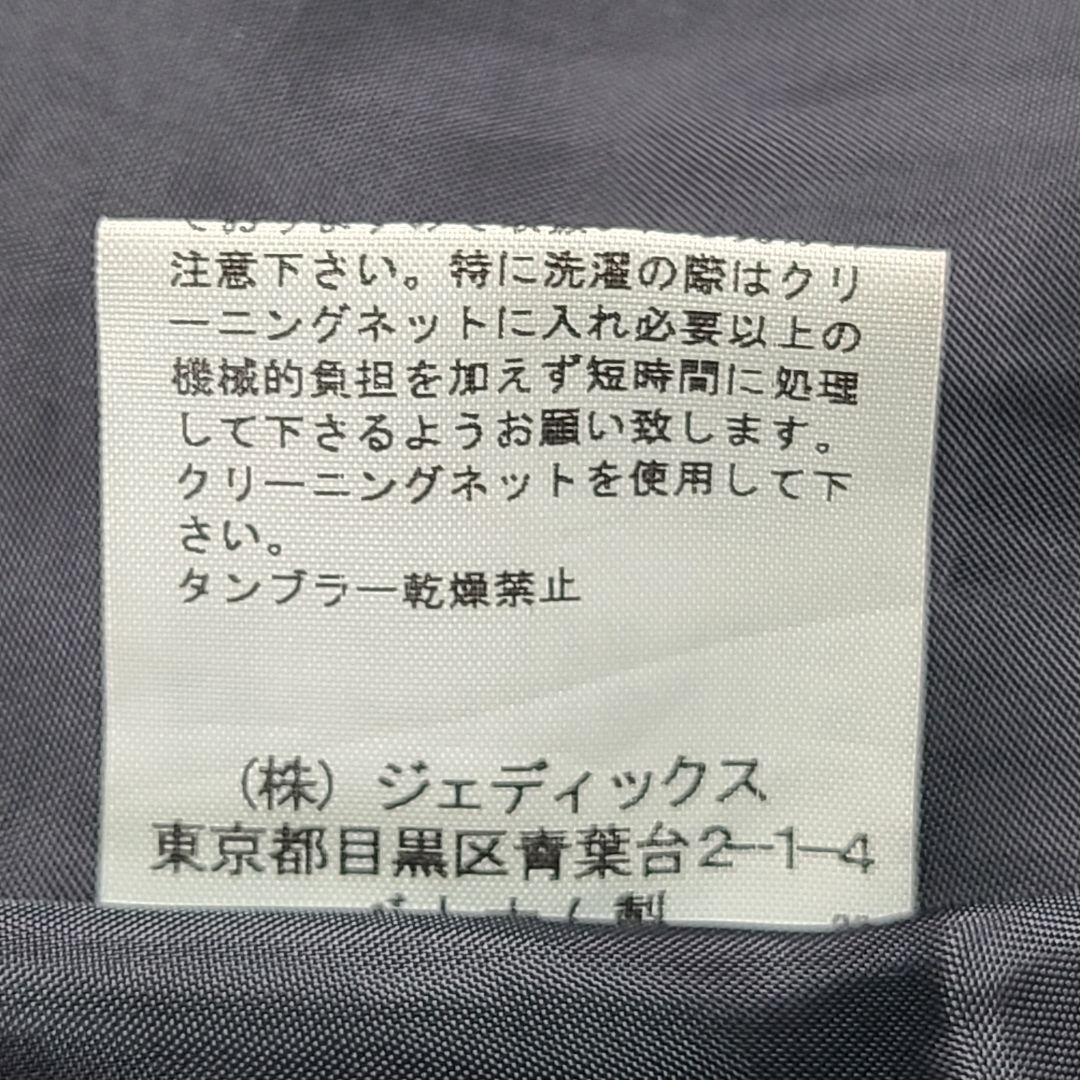 注意下さい。特に洗濯の際はクリ
ーニングネットに入れ必要以上の
機械的負担を加えず短時間に処理
して下さるようお願い致します。
クリーニングネットを使用して下
さい。
タンブラー乾燥禁止
(株) ジェディックス
東京都目黒区青葉台2-1-4